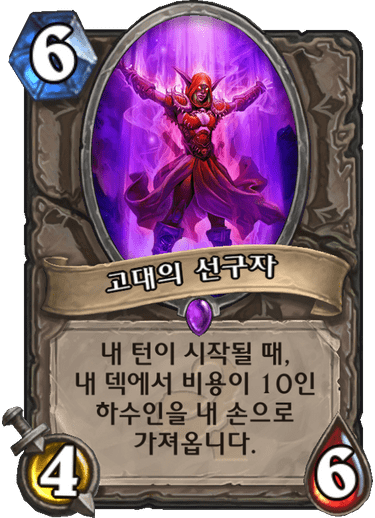 6
고대의 선구자
내 턴이 시작될 때,
내 덱에서 비용이 10인
하수인을 내 손으로
가져옵니다.
4 6